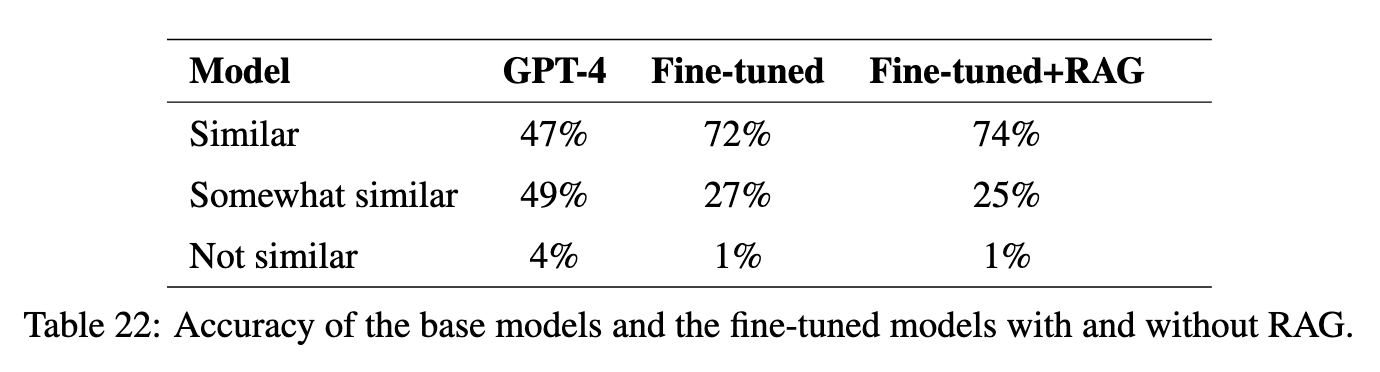 Model GPT-4 Fine-tuned Fine-tuned+RAG
Similar 47% 72% 74%
Somewhat similar 49% 27% 25%
Not similar 4% 1% 1%
Table 22: Accuracy of the base models and the fine-tuned models with and without RAG.